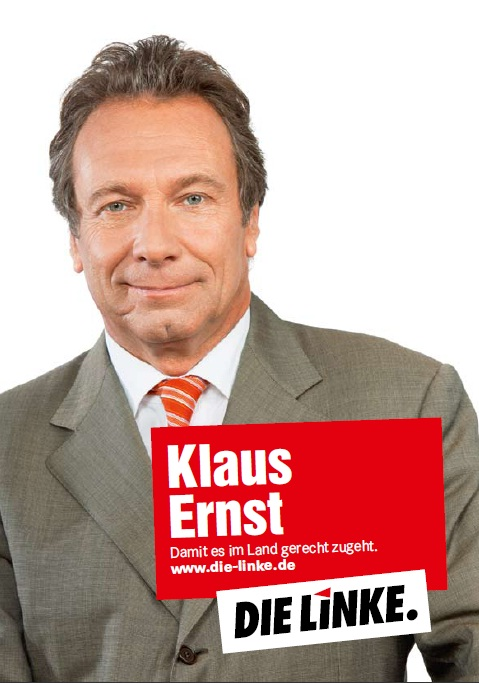 Klaus
Ernst
Damit es im Land gerecht zugeht.
www.die-linke.de
DIE LINKE.